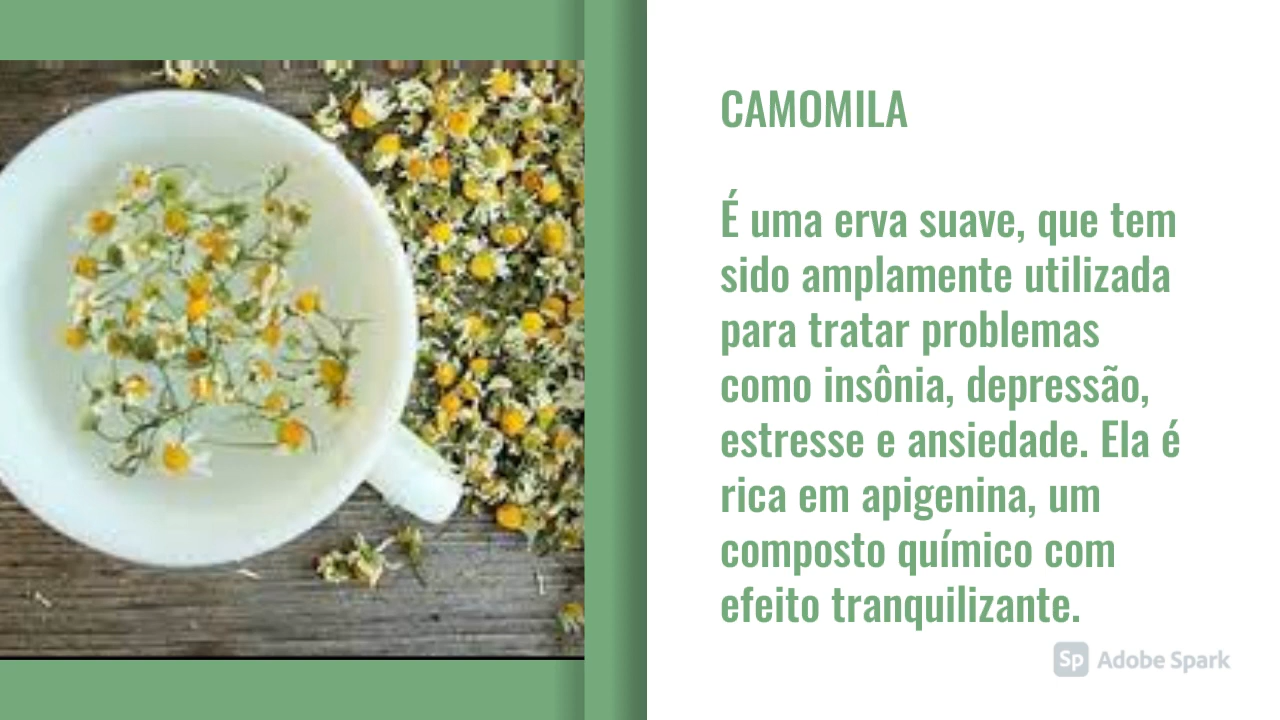 CAMOMILA
É uma erva suave, que tem
sido amplamente utilizada
para tratar problemas
como insônia, depressão,
estresse e ansiedade. Ela é
rica em apigenina, um
composto químico com
efeito tranquilizante.
Sp Adobe Spark